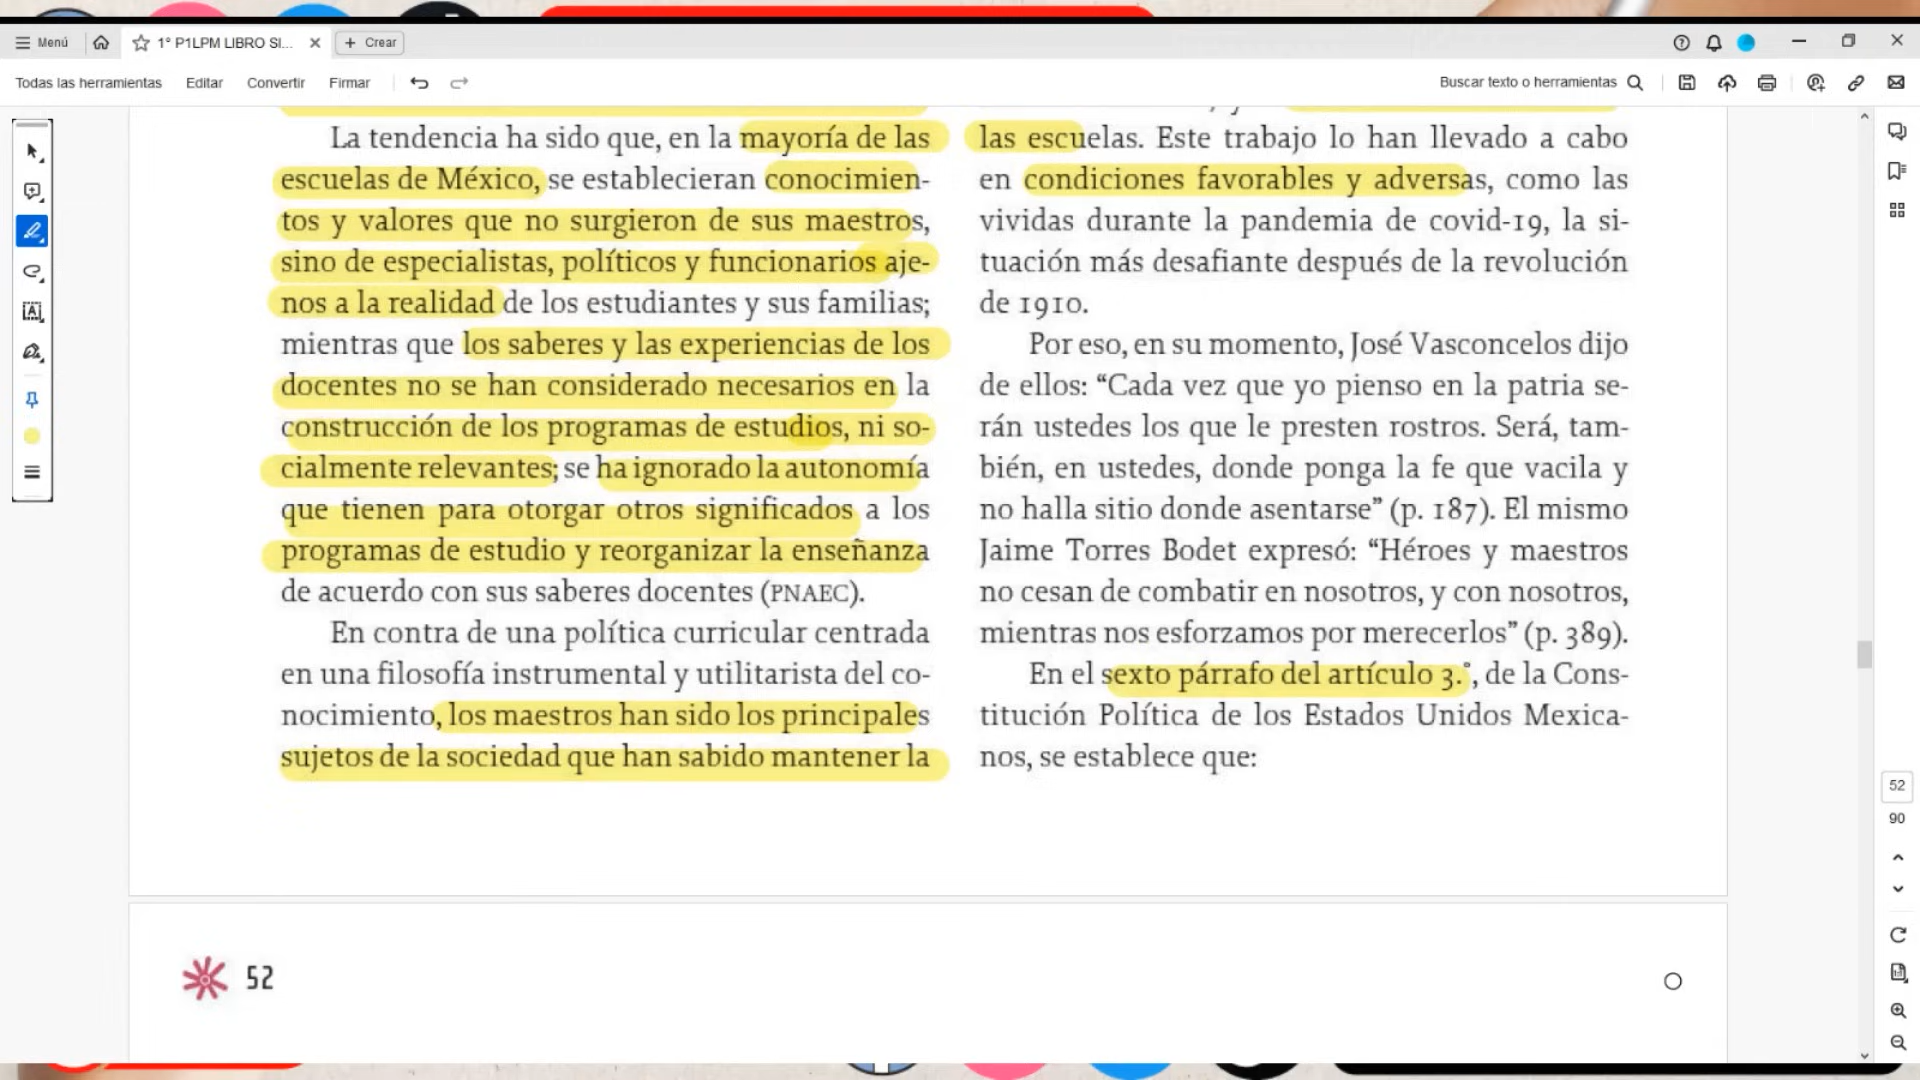 Menú
1° P1LPM LIBRO SI...
Crear
Todas las herramientas
Editar
Convertir
Firmar
Buscar texto o herramientas
La tendencia ha sido que, en la mayoría de las
escuelas de México, se establecieran conocimien-
tos y valores que no surgieron de sus maestros,
sino de especialistas, políticos y funcionarios aje-
nos a la realidad de los estudiantes y sus familias;
mientras que los saberes y las experiencias de los
docentes no se han considerado necesarios en la
construcción de los programas de estudios, ni so-
cialmente relevantes; se ha ignorado la autonomía
que tienen para otorgar otros significados a los
programas de estudio y reorganizar la enseñanza
de acuerdo con sus saberes docentes (PNAEC).
En contra de una política curricular centrada
en una filosofía instrumental y utilitarista del co-
nocimiento, los maestros han sido los principales
sujetos de la sociedad que han sabido mantener la
las escuelas. Este trabajo lo han llevado a cabo
en condiciones favorables y adversas, como las
vividas durante la pandemia de covid-19, la si-
tuación más desafiante después de la revolución
de 1910.
Por eso, en su momento, José Vasconcelos dijo
de ellos: “Cada vez que yo pienso en la patria se-
rán ustedes los que le presten rostros. Será, tam-
bién, en ustedes, donde ponga la fe que vacila y
no halla sitio donde asentarse” (p. 187). El mismo
Jaime Torres Bodet expresó: “Héroes y maestros
no cesan de combatir en nosotros, y con nosotros,
mientras nos esforzamos por merecerlos” (p. 389).
En el sexto párrafo del artículo 3.°, de la Cons-
titución Política de los Estados Unidos Mexica-
nos, se establece que:
52
52
90